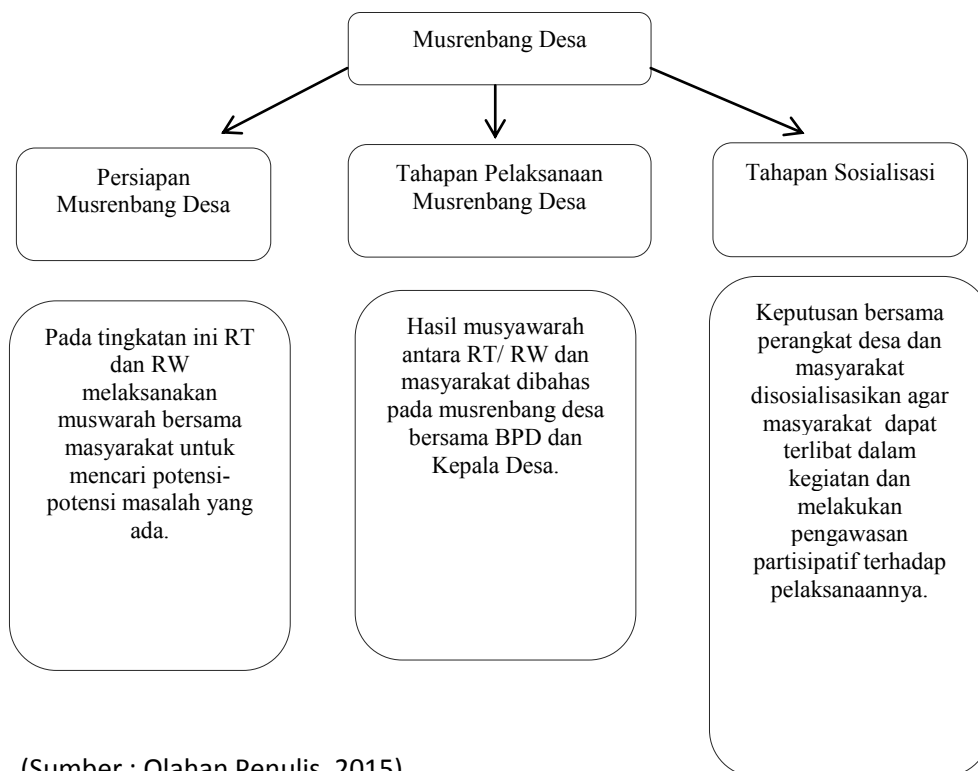 Musrenbang Desa
Persiapan
Musrenbang Desa
Tahapan Pelaksanaan
Musrenbang Desa
Tahapan Sosialisasi
Pada tingkatan ini RT
dan RW
melaksanakan
muswarah bersama
masyarakat untuk
mencari potensi-
potensi masalah yang
ada.
Hasil musyawarah
antara RT/ RW dan
masyarakat dibahas
pada musrenbang desa
bersama BPD dan
Kepala Desa.
Keputusan bersama
perangkat desa dan
masyarakat
disosialisasikan agar
masyarakat dapat
terlibat dalam
kegiatan dan
melakukan
pengawasan
partisipatif terhadap
pelaksanaannya.
(Sumber : Olahan Penulis, 2015)